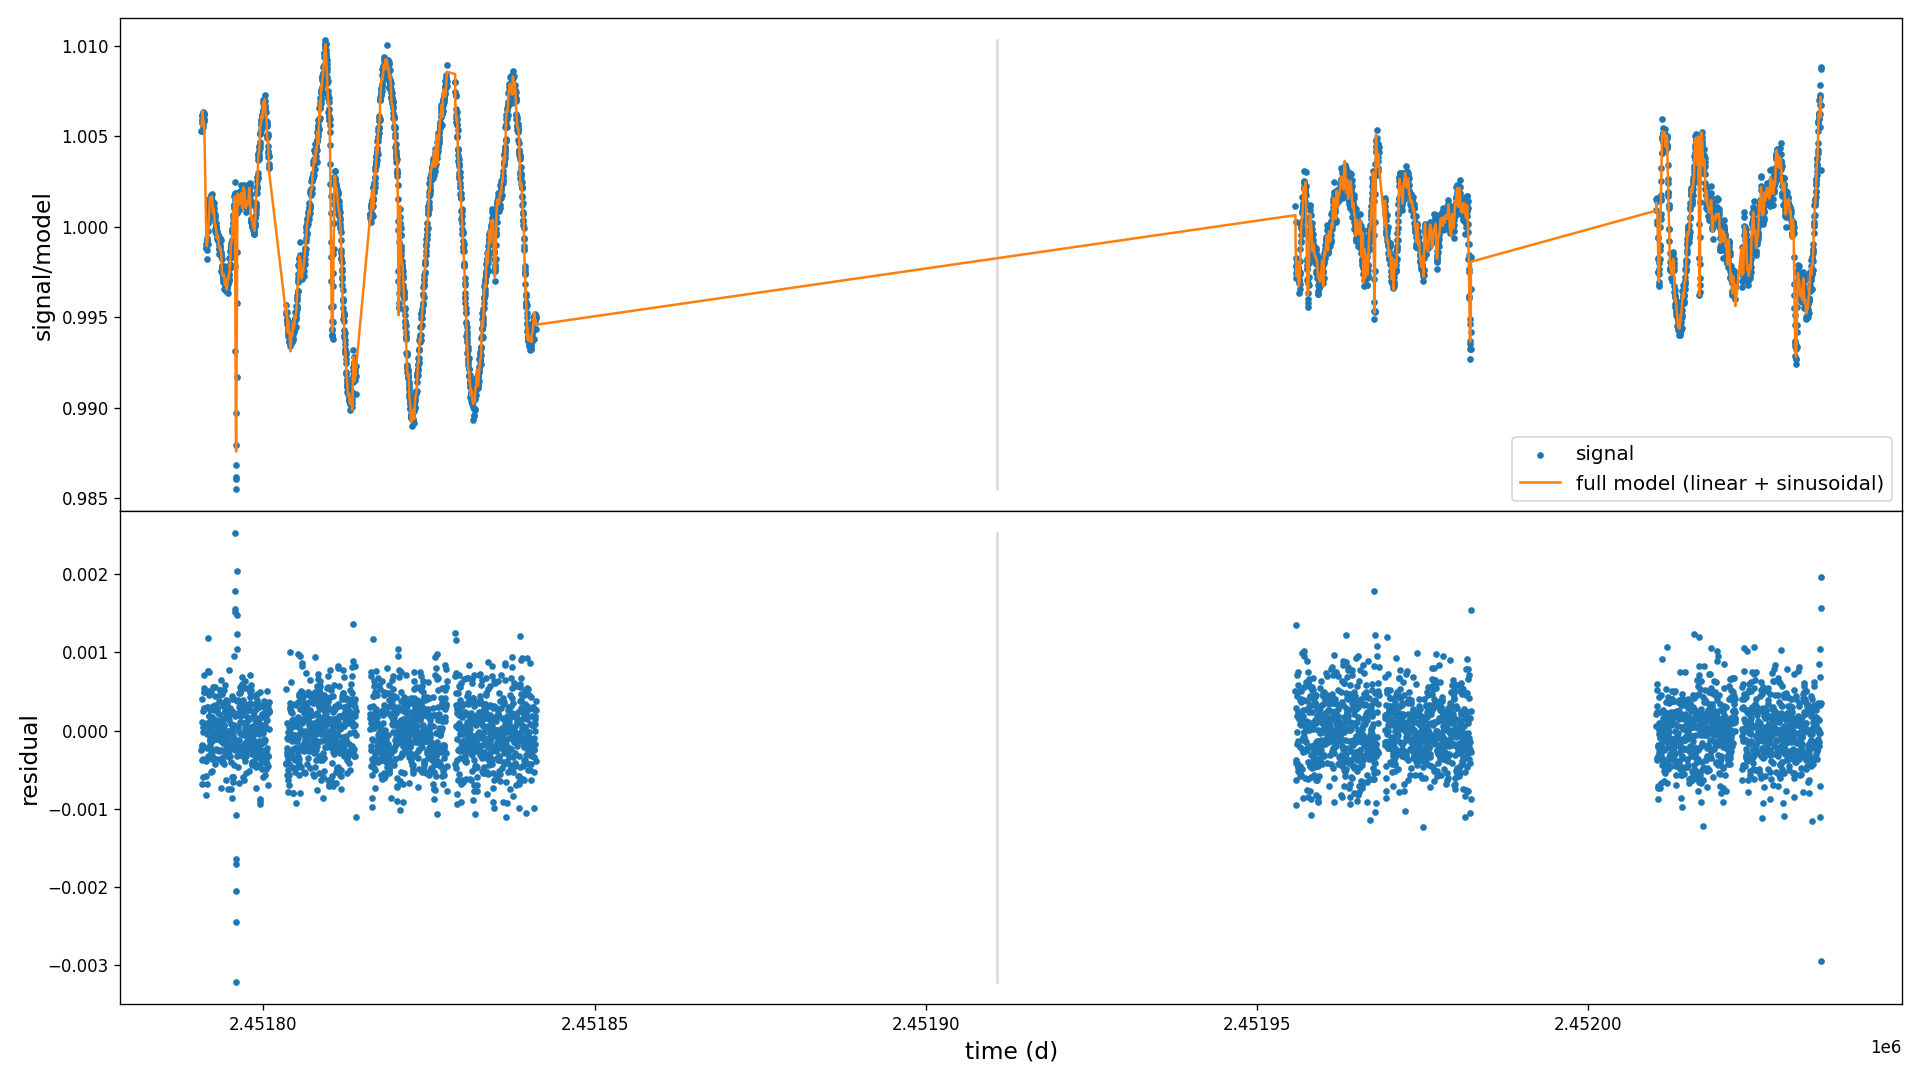 1.010
1.005
1.000
0.995
0.990
0.985
signal/model
signal
full model (linear + sinusoidal)
0.002
0.001
0.000
−0.001
−0.002
−0.003
residual
2.45180
2.45185
2.45190
2.45195
2.45200
1e6
time (d)